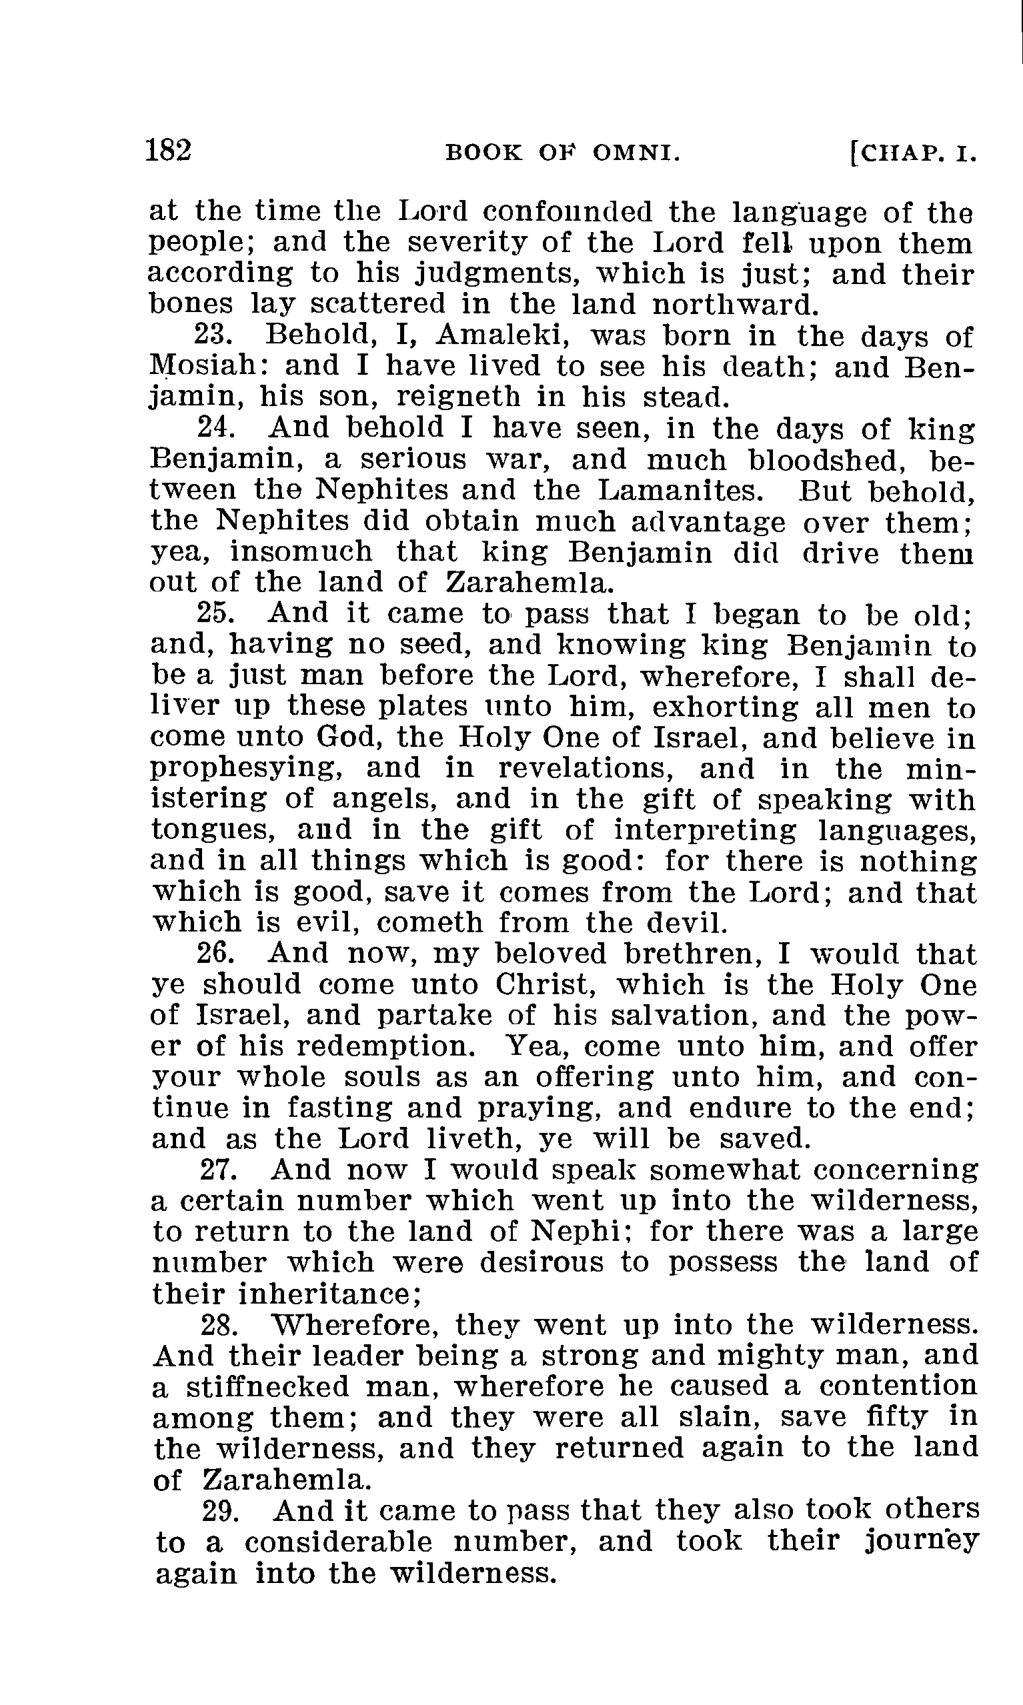 182 BOOK OF OMNI. [CHAP. I.
at the time the Lord confounded the language of the
people; and the severity of the Lord fell upon them
according to his judgments, which is just; and their
bones lay scattered in the land northward.
23. Behold, I, Amaleki, was born in the days of
Mosiah: and I have lived to see his death; and Ben-
jamin, his son, reigneth in his stead.
24. And behold I have seen, in the days of king
Benjamin, a serious war, and much bloodshed, be-
tween the Nephites and the Lamanites. But behold,
the Nephites did obtain much advantage over them;
yea, insomuch that king Benjamin did drive them
out of the land of Zarahemla.
25. And it came to pass that I began to be old;
and, having no seed, and knowing king Benjamin to
be a just man before the Lord, wherefore, I shall de-
liver up these plates unto him, exhorting all men to
come unto God, the Holy One of Israel, and believe in
prophesying, and in revelations, and in the min-
istering of angels, and in the gift of speaking with
tongues, and in the gift of interpreting languages,
and in all things which is good: for there is nothing
which is good, save it comes from the Lord; and that
which is evil, cometh from the devil.
26. And now, my beloved brethren, I would that
ye should come unto Christ, which is the Holy One
of Israel, and partake of his salvation, and the pow-
er of his redemption. Yea, come unto him, and offer
your whole souls as an offering unto him, and con-
tinue in fasting and praying, and endure to the end;
and as the Lord liveth, ye will be saved.
27. And now I would speak somewhat concerning
a certain number which went up into the wilderness,
to return to the land of Nephi; for there was a large
number which were desirous to possess the land of
their inheritance;
28. Wherefore, they went up into the wilderness.
And their leader being a strong and mighty man, and
a stiffnecked man, wherefore he caused a contention
among them; and they were all slain, save fifty in
the wilderness, and they returned again to the land
of Zarahemla.
29. And it came to pass that they also took others
to a considerable number, and took their journey
again into the wilderness.